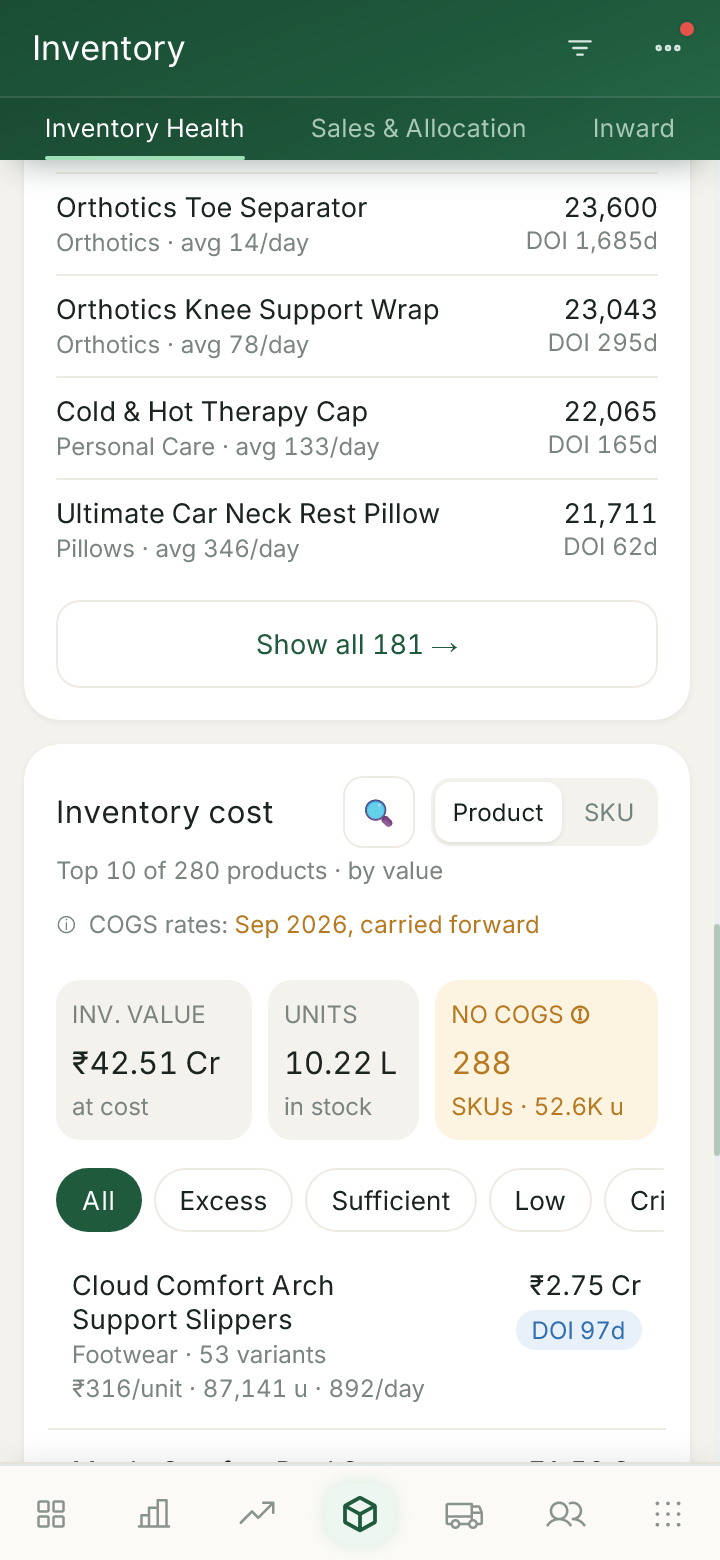 Inventory
Inventory Health
Sales & Allocation
Inward
Orthotics Toe Separator
23,600
Orthotics · avg 14/day
DOI 1,685d
Orthotics Knee Support Wrap
23,043
Orthotics · avg 78/day
DOI 295d
Cold & Hot Therapy Cap
22,065
Personal Care · avg 133/day
DOI 165d
Ultimate Car Neck Rest Pillow
21,711
Pillows · avg 346/day
DOI 62d
Show all 181 →
Inventory cost
Product
SKU
Top 10 of 280 products · by value
ⓘ COGS rates: Sep 2026, carried forward
INV. VALUE
₹42.51 Cr
at cost
UNITS
10.22 L
in stock
NO COGS ⓘ
288
SKUs · 52.6K u
All
Excess
Sufficient
Low
Cri
Cloud Comfort Arch
Support Slippers
₹2.75 Cr
DOI 97d
Footwear · 53 variants
₹316/unit · 87,141 u · 892/day